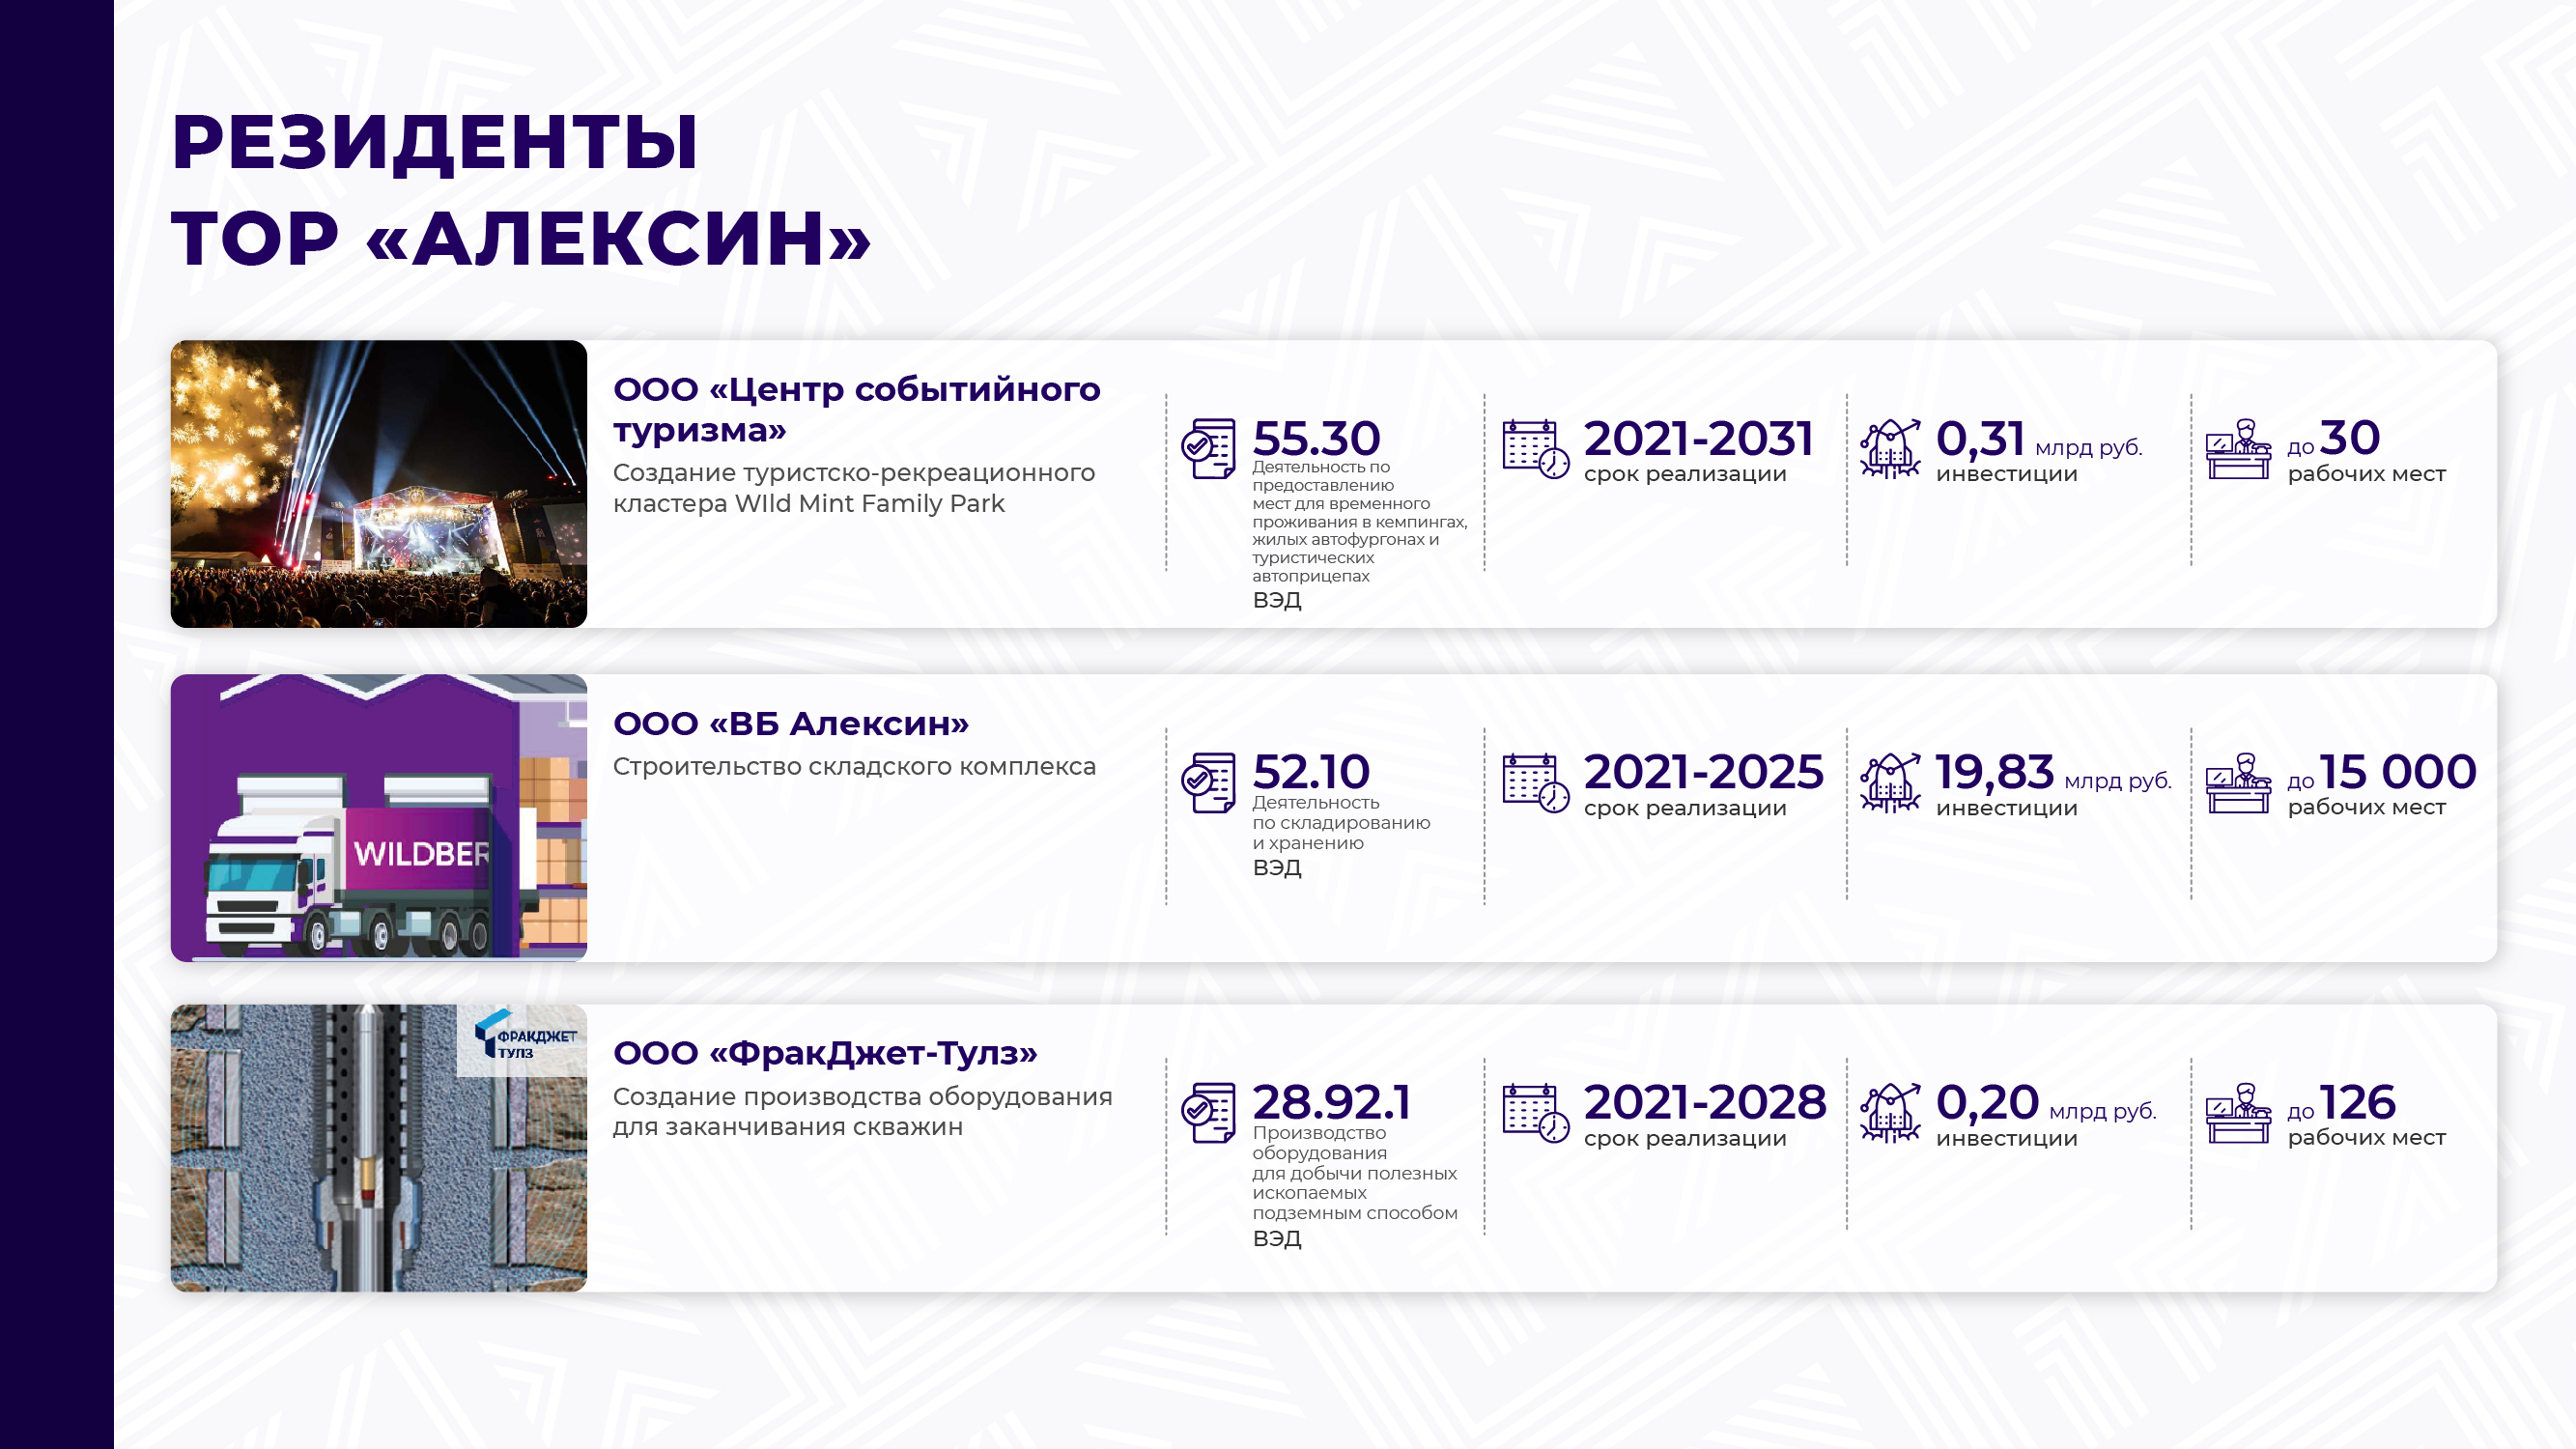 РЕЗИДЕНТЫ
ТОР «АЛЕКСИН»
ООО «Центр событийного
туризма»
Создание туристско-рекреационного
кластера WIld Mint Family Park
55.30
Деятельность по
предоставлению
мест для временного
проживания в кемпингах,
жилых автофургонах и
туристических
автоприцепах
ВЭД
2021-2031
срок реализации
0,31 млрд руб.
инвестиции
до 30
рабочих мест
WILDBER
ООО «ВБ Алексин»
Строительство складского комплекса
52.10
Деятельность
по складированию
и хранению
ВЭД
2021-2025
срок реализации
19,83 млрд руб.
инвестиции
до 15 000
рабочих мест
ФРАКДЖЕТ
ТУЛЗ
ООО «ФракДжет-Тулз»
Создание производства оборудования
для заканчивания скважин
28.92.1
Производство
оборудования
для добычи полезных
ископаемых
подземным способом
ВЭД
2021-2028
срок реализации
0,20 млрд руб.
инвестиции
до 126
рабочих мест